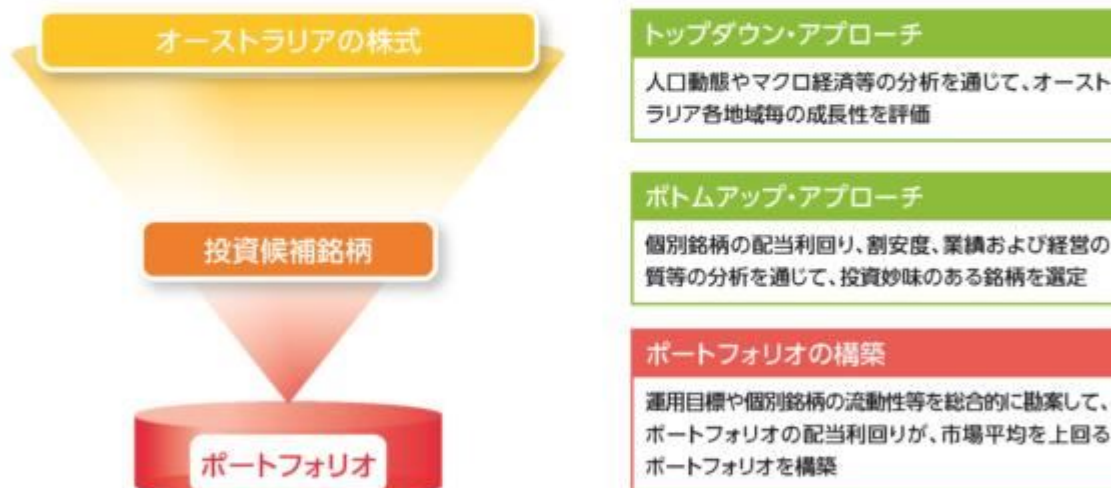 オーストラリアの株式
投資候補銘柄
ポートフォリオ
トップダウン・アプローチ
人口動態やマクロ経済等の分析を通じて、オースト
ラリア各地域毎の成長性を評価
ボトムアップ・アプローチ
個別銘柄の配当利回り、割安度、業績および経営の
質等の分析を通じて、投資妙味のある銘柄を選定
ポートフォリオの構築
運用目標や個別銘柄の流動性等を総合的に勘案して、
ポートフォリオの配当利回りが、市場平均を上回る
ポートフォリオを構築